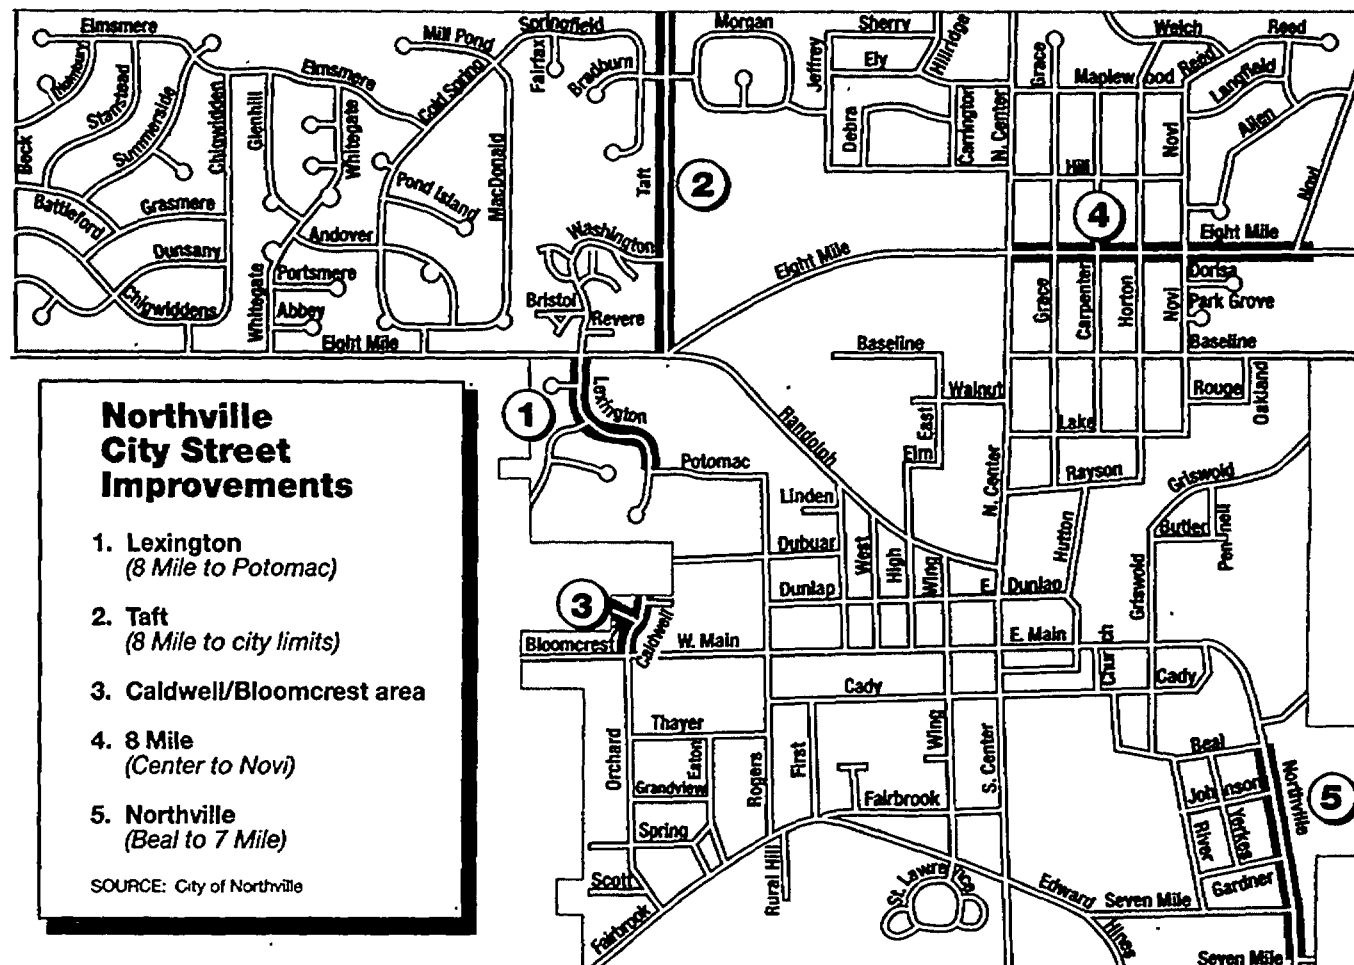 Elmsmere
Mill Pond
Springfield
Morgan
Sherry
Hillridge
Welch
Reed
Stanstead
Summerside
Chigwidden
Glenhill
Elmsmere
Whitegate
Cold Spring
Fairfax
Bradburn
Jeffrey
Ely
Grace
Maplewood
Reed
Langfield
Allen
Beck
MacDonald
Taft
2
Debra
Carrington
N. Center
Hill
Novi
Novi
Battleford
Grasmere
Pond Island
4
Dunsany
Andover
Washington
Eight Mile
Eight Mile
Chigwiddens
Whitegate
Portsmere
Abbey
Eight Mile
Bristol
Revere
Grace
Carpenter
Horton
Novi
Dorisa
Park Grove
Baseline
Baseline
Northville
City Street
Improvements
1. Lexington
(8 Mile to Potomac)
2. Taft
(8 Mile to city limits)
3. Caldwell/Bloomcrest area
4. 8 Mile
(Center to Novi)
5. Northville
(Beal to 7 Mile)
SOURCE: City of Northville
1
Lexington
Randolph
Walnut
East
Elm
Rouge
Oakland
Lake
Potomac
N. Center
Rayson
Griswold
Linden
Butler
Pennell
Dubuar
West
High
Wing
Hutton
Griswold
Dunlap
E. Dunlap
3
Bloomcrest
Caldwell
W. Main
E. Main
Church
Cady
Cady
Thayer
Orchard
Eaton
Grandview
Rogers
First
Wing
S. Center
Beal
Johnson
Northville
5
Fairbrook
Spring
River
Yerkes
Scott
Rural Hill
St. Lawrence
Edward
Hines
Seven Mile
Gardner
Fairbrook
Seven Mile